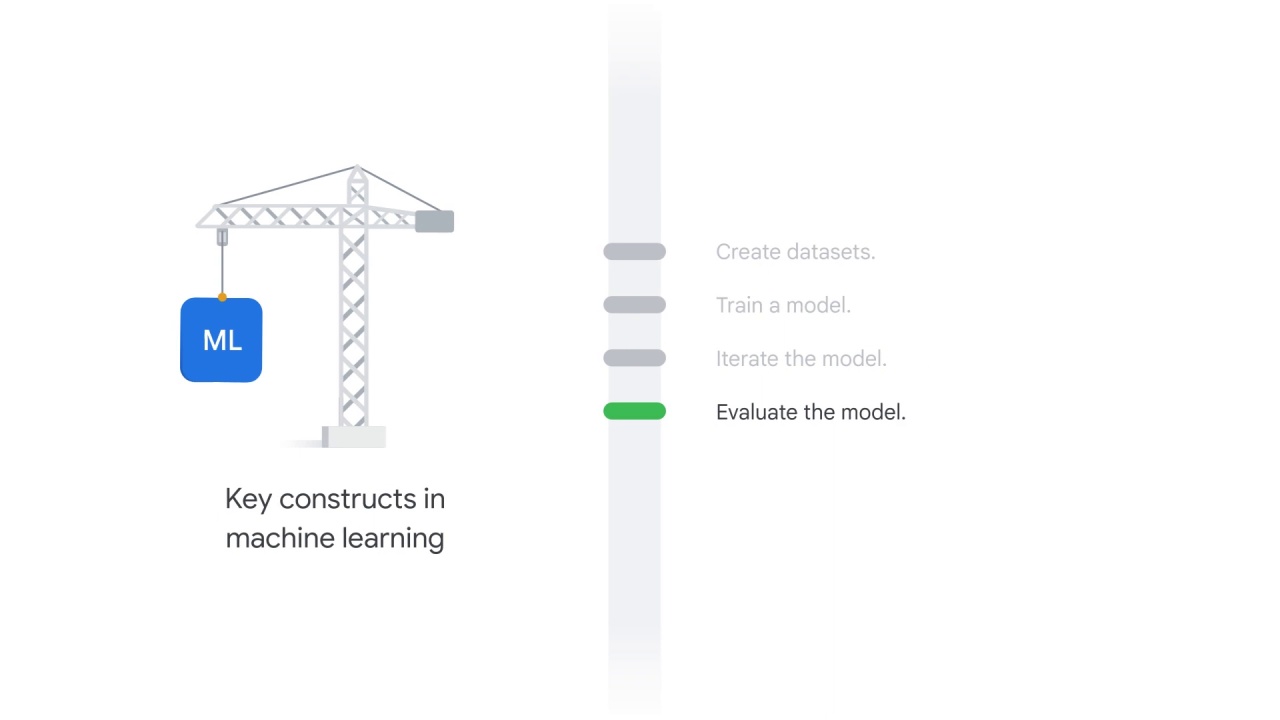 ML
Key constructs in
machine learning
Create datasets.
Train a model.
Iterate the model.
Evaluate the model.